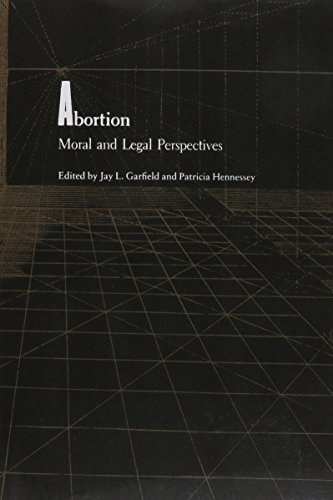 Abortion
Moral and Legal Perspectives
Edited by Jay L. Garfield and Patricia Hennessey